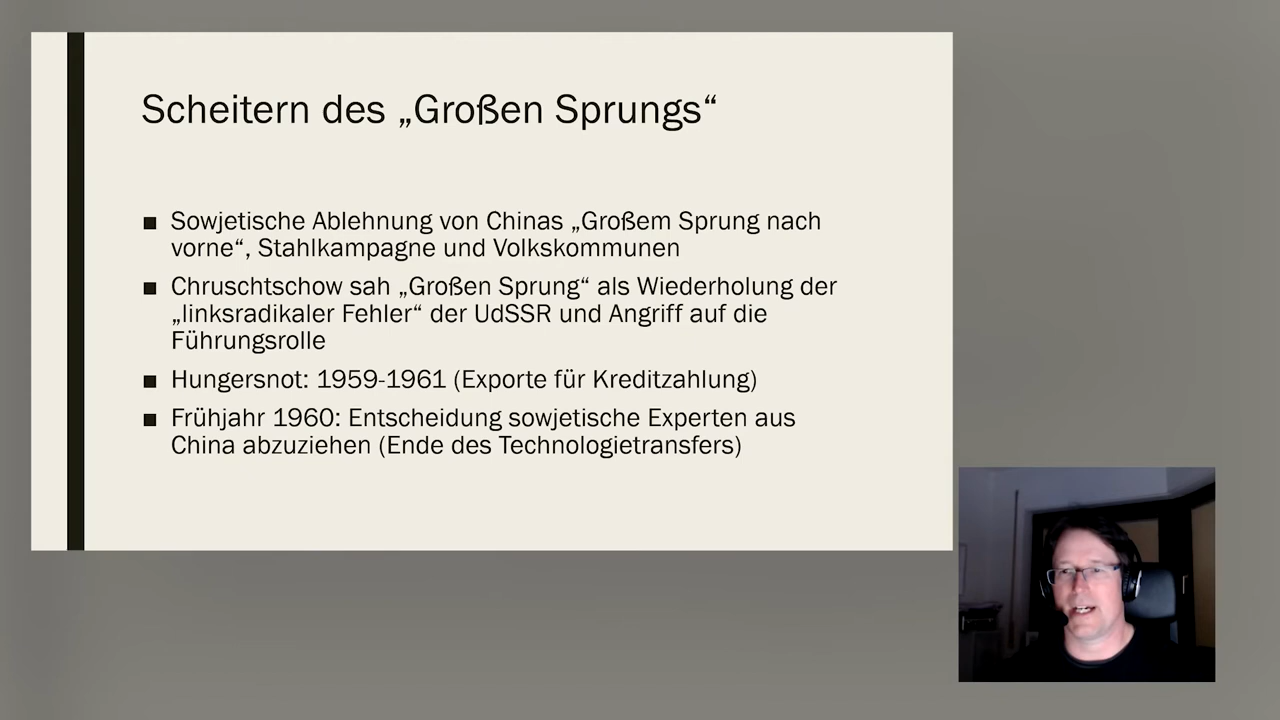 Scheitern des „Großen Sprungs“
■ Sowjetische Ablehnung von Chinas „Großem Sprung nach
vorne“, Stahlkampagne und Volkskommunen
■ Chruschtschow sah „Großen Sprung“ als Wiederholung der
„linksradikaler Fehler“ der UdSSR und Angriff auf die
Führungsrolle
■ Hungersnot: 1959-1961 (Exporte für Kreditzahlung)
■ Frühjahr 1960: Entscheidung sowjetische Experten aus
China abzuziehen (Ende des Technologietransfers)